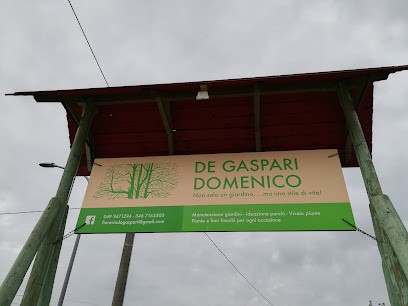 DE GASPARI
DOMENICO
Non solo un giardino,.....ma uno stile di vita!
Manutenzione giardini - Ideazione parchi - Vivaio piante
Piante e fiori freschi per ogni occasione